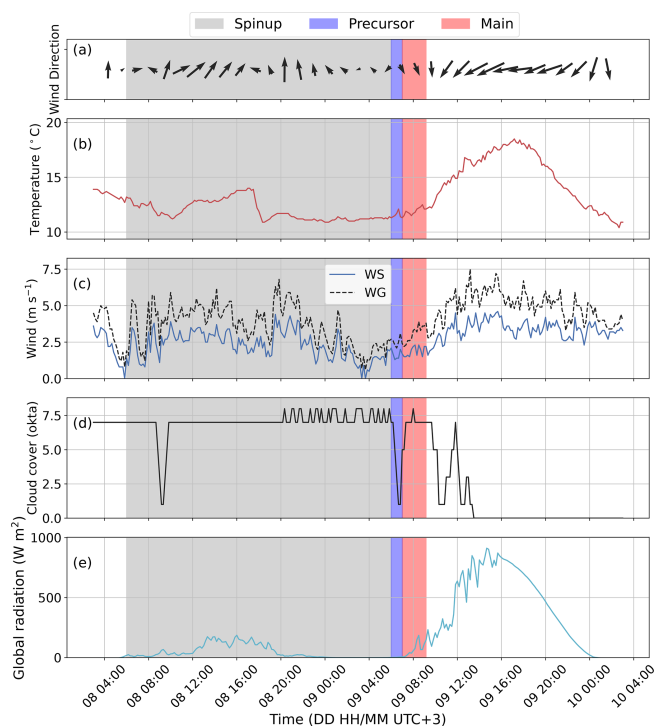 Spinup Precursor Main
(a)
Wind Direction
(b)
Temperature (°C)
20
15
10
(c)
Wind (m s⁻¹)
WS
WG
7.5
5.0
2.5
0.0
(d)
Cloud cover (okta)
7.5
5.0
2.5
0.0
(e)
Global radiation (W m²)
1000
500
0
08 04:00 08 08:00 08 12:00 08 16:00 08 20:00 09 00:00 09 04:00 09 08:00 09 12:00 09 16:00 09 20:00 10 00:00 10 04:00
Time (DD HH/MM UTC+3)